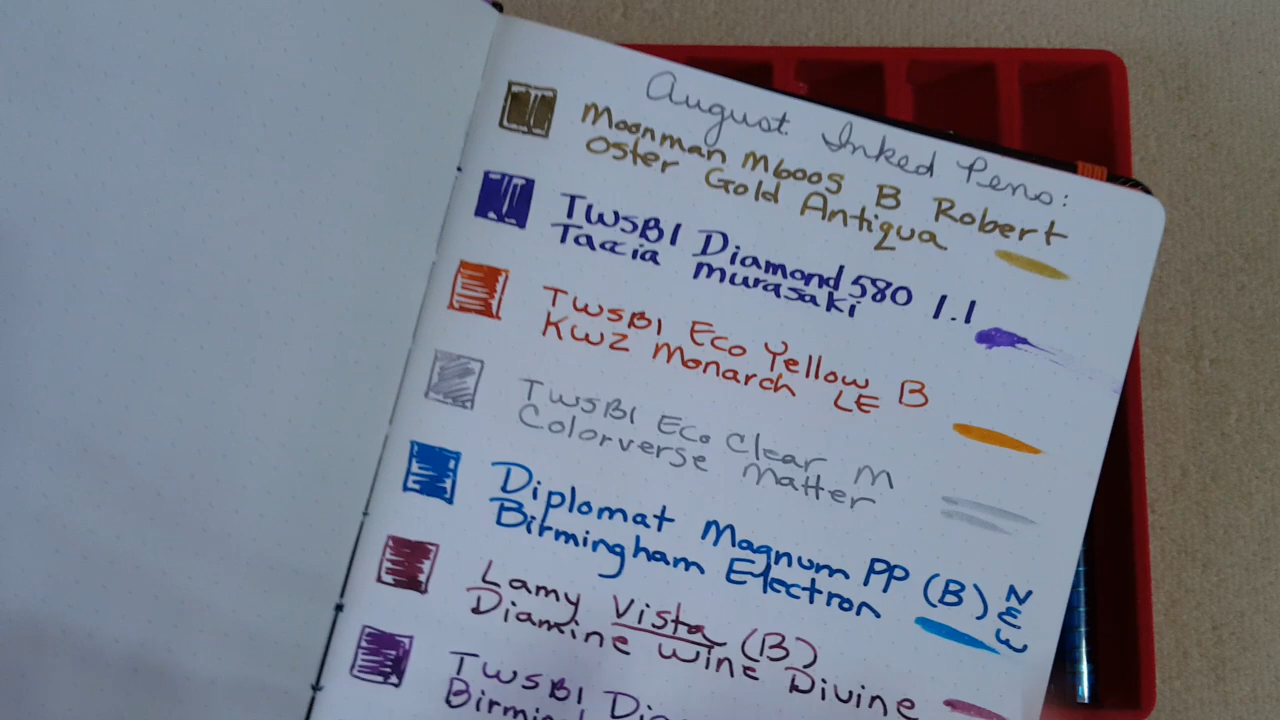 August Inked Pens:
Moonman M600S B Robert
Oster Gold Antiqua
TWSBI Diamond 580 1.1
Taccia murasaki
TWSBI Eco Yellow B
KWZ Monarch LE
TWSBI Eco Clear M
Colorverse Matter
Diplomat Magnum PP (B) NEW
Birmingham Electron
Lamy Vista (B)
Diamine Wine Divine
TWSBI